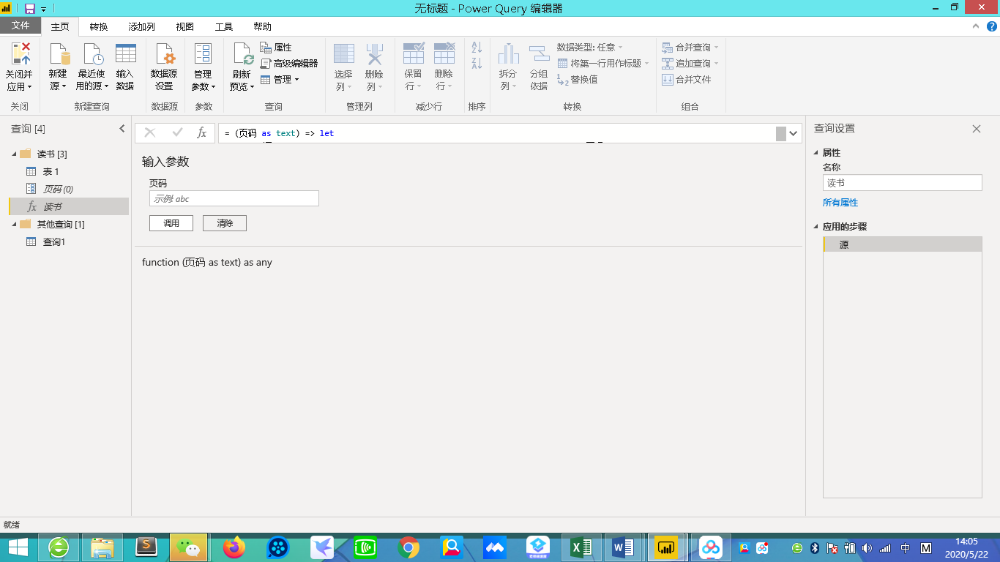 无标题 - Power Query 编辑器
文件 主页 转换 添加列 视图 工具 帮助
关闭并应用 新建源 最近使用的源 输入数据 数据源设置 管理参数 刷新预览 属性 高级编辑器 管理 选择列 删除列 保留行 删除行 拆分列 分组依据 数据类型: 任意 将第一行用作标题 替换值 合并查询 追加查询 合并文件
关闭 新建查询 数据源 参数 查询 管理列 减少行 排序 转换 组合
查询 [4]
读书 [3]
表 1
页码 (0)
读书
其他查询 [1]
查询1
= (页码 as text) => let
输入参数
页码
示例: abc
调用 清除
function (页码 as text) as any
查询设置
属性
名称
读书
所有属性
应用的步骤
源
就绪
中
M
14:05
2020/5/22